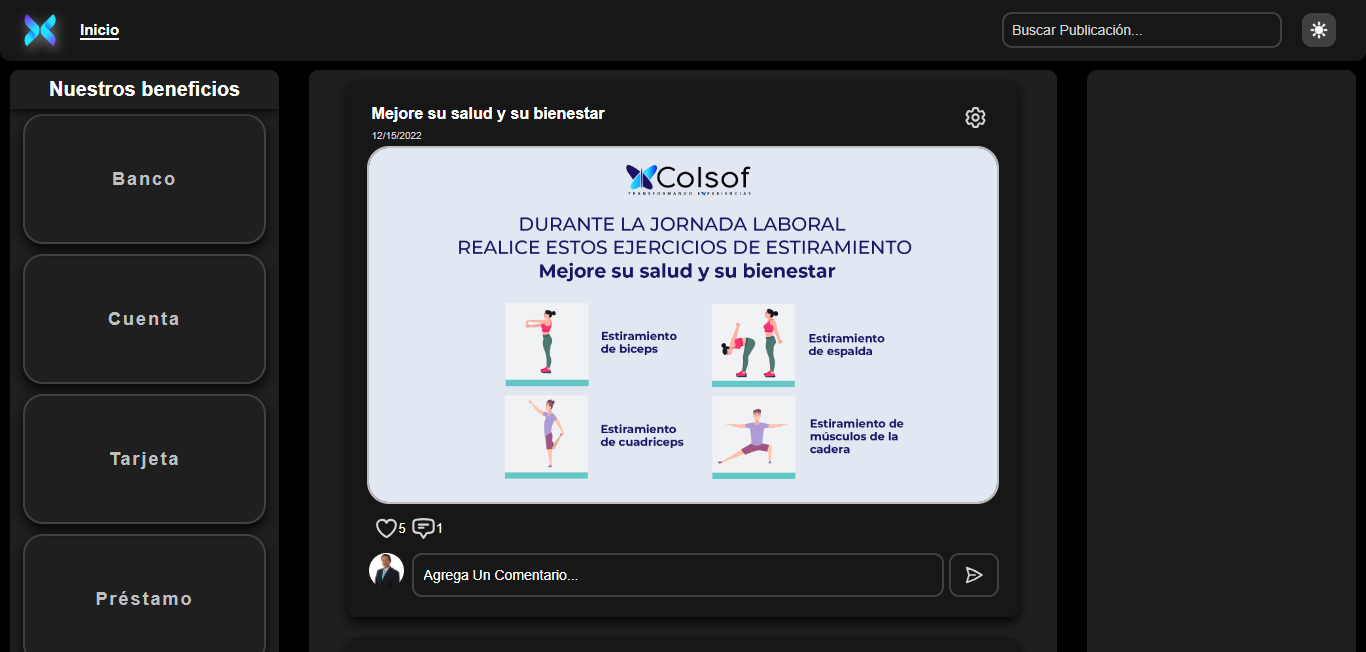 Inicio
Buscar Publicación...
Nuestros beneficios
Banco
Cuenta
Tarjeta
Préstamo
Mejore su salud y su bienestar
12/15/2022
Colsof
TRANSFORMANDO EXPERIENCIAS
DURANTE LA JORNADA LABORAL
REALICE ESTOS EJERCICIOS DE ESTIRAMIENTO
Mejore su salud y su bienestar
Estiramiento
de biceps
Estiramiento
de espalda
Estiramiento
de cuadriceps
Estiramiento de
músculos de la
cadera
5 1
Agrega Un Comentario...